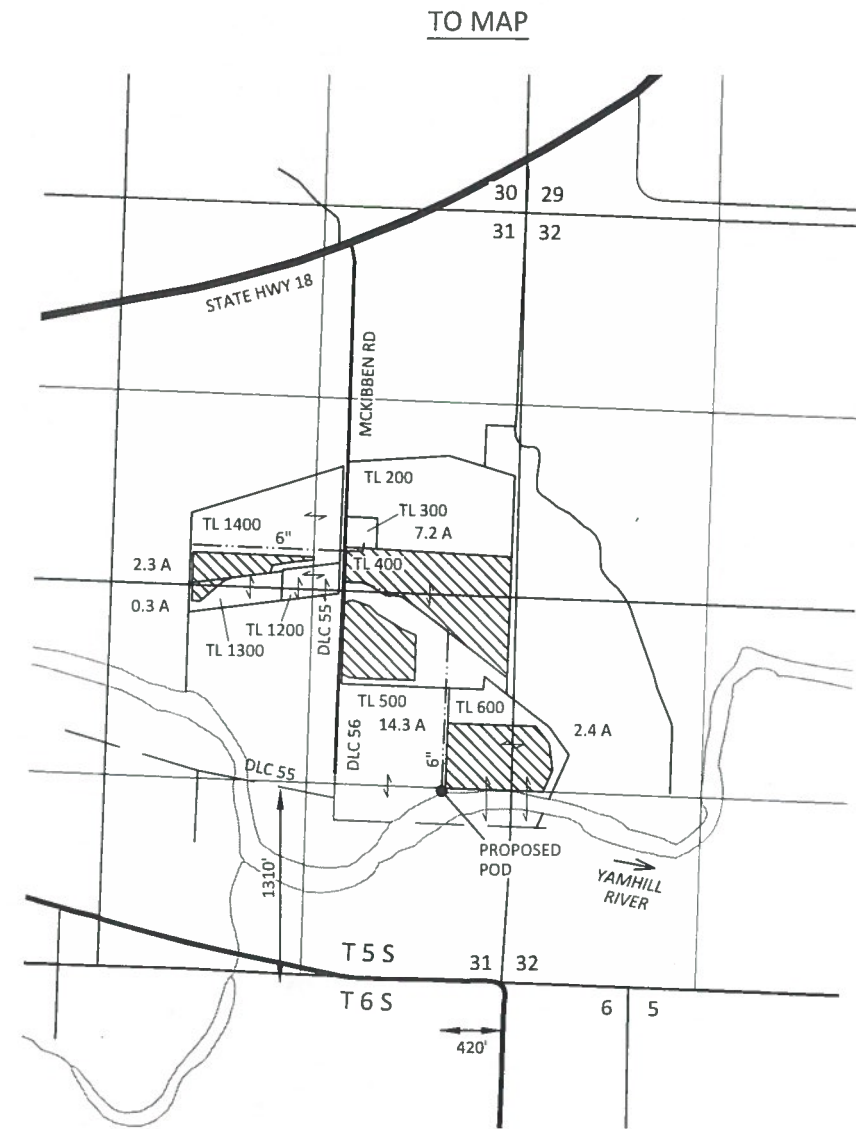 TO MAP
30 29
31 32
STATE HWY 18
MCKIBBEN RD
TL 200
TL 300
7.2 A
TL 1400
6"
TL 400
2.3 A
0.3 A
TL 1200
TL 1300
DLC 55
TL 500
TL 600
14.3 A
2.4 A
DLC 56
6"
DLC 55
PROPOSED
POD
YAMHILL
RIVER
1310'
T 5 S
31 32
T 6 S
6 5
420'